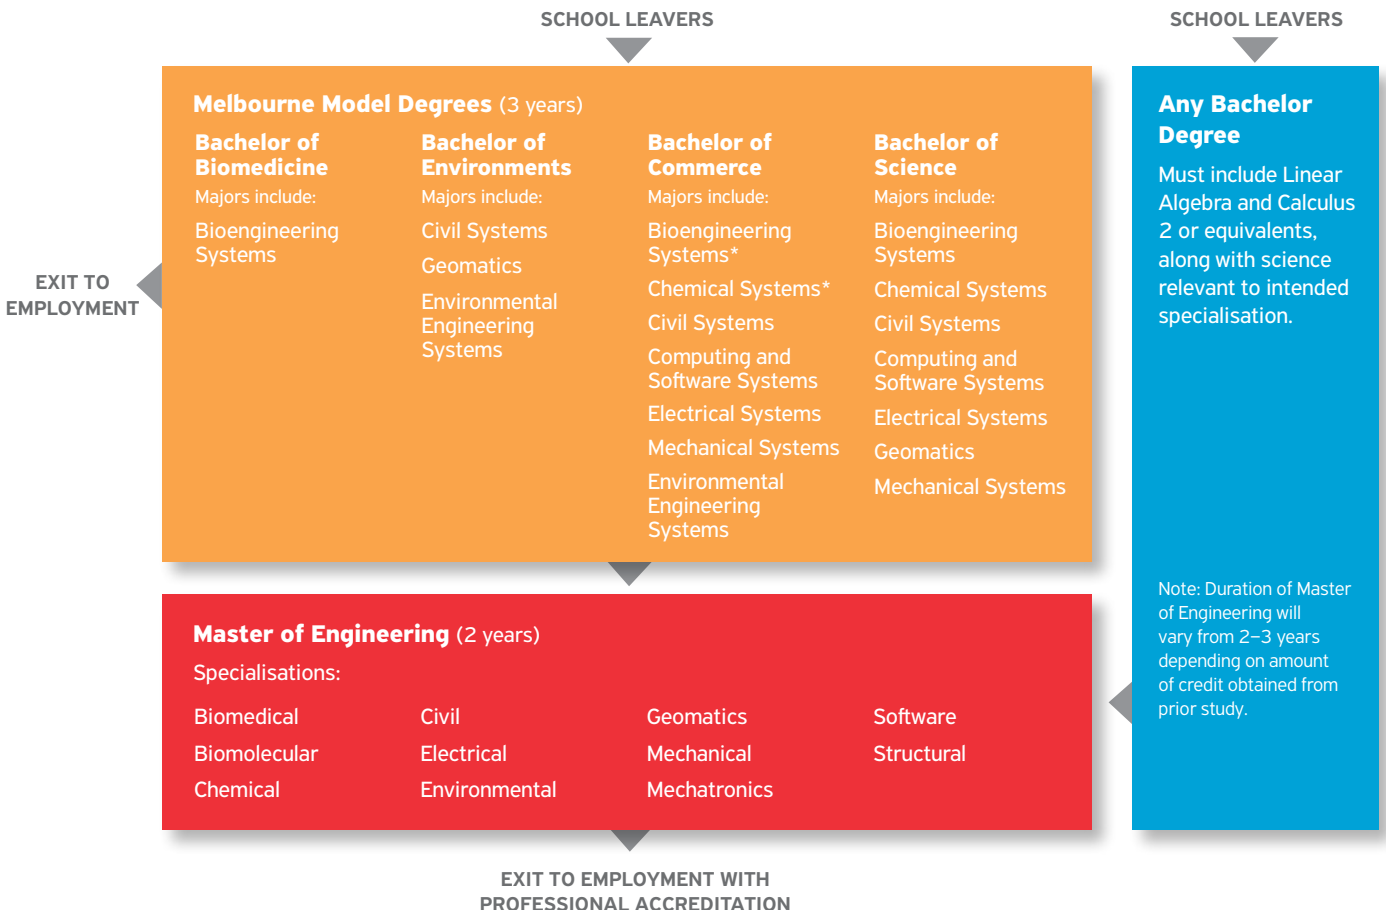 SCHOOL LEAVERS
SCHOOL LEAVERS
EXIT TO
EMPLOYMENT
Melbourne Model Degrees (3 years)
Bachelor of
Biomedicine
Majors include:
Bioengineering
Systems
Bachelor of
Environments
Majors include:
Civil Systems
Geomatics
Environmental
Engineering
Systems
Bachelor of
Commerce
Majors include:
Bioengineering
Systems*
Chemical Systems*
Civil Systems
Computing and
Software Systems
Electrical Systems
Mechanical Systems
Environmental
Engineering
Systems
Bachelor of
Science
Majors include:
Bioengineering
Systems
Chemical Systems
Civil Systems
Computing and
Software Systems
Electrical Systems
Geomatics
Mechanical Systems
Any Bachelor
Degree
Must include Linear
Algebra and Calculus
2 or equivalents,
along with science
relevant to intended
specialisation.
Note: Duration of Master
of Engineering will
vary from 2–3 years
depending on amount
of credit obtained from
prior study.
Master of Engineering (2 years)
Specialisations:
Biomedical
Biomolecular
Chemical
Civil
Electrical
Environmental
Geomatics
Mechanical
Mechatronics
Software
Structural
EXIT TO EMPLOYMENT WITH
PROFESSIONAL ACCREDITATION